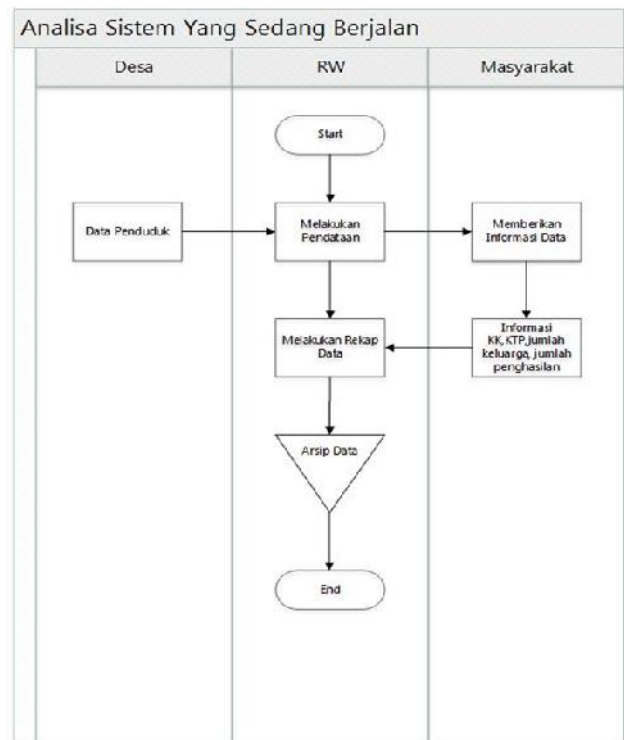 Analisa Sistem Yang Sedang Berjalan
Desa
RW
Masyarakat
Start
Data Penduduk
Melakukan
Pendataan
Memberikan
Informasi Data
Melakukan Rekap
Data
Informasi
KK,KTP,jumlah
keluarga, jumlah
penghasilan
Arsip Data
End